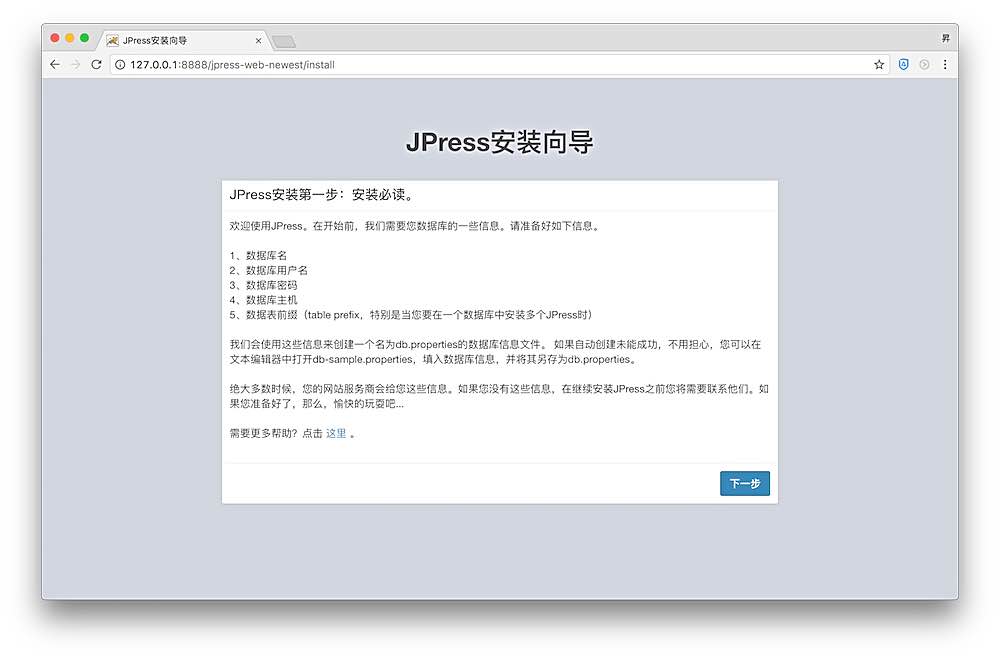 JPress安装向导
昇
127.0.0.1:8888/jpress-web-newest/install
JPress安装向导
JPress安装第一步：安装必读。
欢迎使用JPress。在开始前，我们需要您数据库的一些信息。请准备好如下信息。
1、数据库名
2、数据库用户名
3、数据库密码
4、数据库主机
5、数据表前缀（table prefix，特别是当您要在一个数据库中安装多个JPress时）
我们会使用这些信息来创建一个名为db.properties的数据库信息文件。 如果自动创建未能成功，不用担心，您可以在
文本编辑器中打开db-sample.properties，填入数据库信息，并将其另存为db.properties。
绝大多数时候，您的网站服务商会给您这些信息。如果您没有这些信息，在继续安装JPress之前您将需要联系他们。如
果您准备好了，那么，愉快的玩耍吧...
需要更多帮助？点击 这里 。
下一步